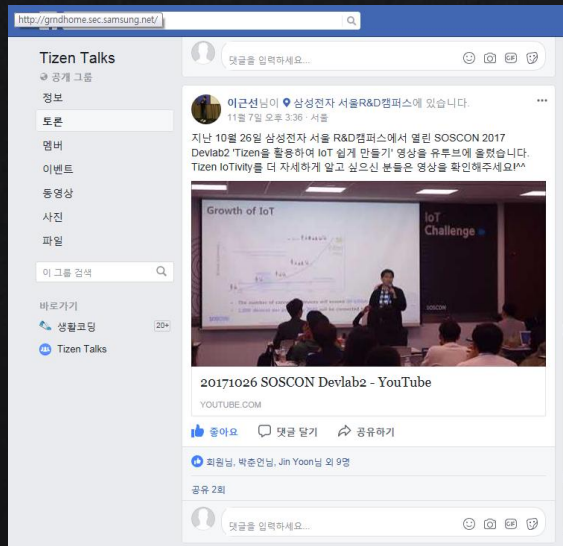 http://grndhome.sec.samsung.net/
Tizen Talks
공개 그룹
정보
토론
멤버
이벤트
동영상
사진
파일
이 그룹 검색
바로가기
생활코딩
20+
Tizen Talks
댓글을 입력하세요...
GIF
이근선님이 삼성전자 서울R&D캠퍼스에 있습니다.
11월 7일 오후 3:36 · 서울
지난 10월 26일 삼성전자 서울 R&D캠퍼스에서 열린 SOSCON 2017
Devlab2 'Tizen을 활용하여 IoT 쉽게 만들기' 영상을 유투브에 올렸습니다.
Tizen IoTivity를 더 자세하게 알고 싶으신 분들은 영상을 확인해주세요!^^
Growth of IoT
IoT
Challenge
SOSCON
20171026 SOSCON Devlab2 - YouTube
YOUTUBE.COM
좋아요 댓글 달기 공유하기
회원님, 박춘언님, Jin Yoon님 외 9명
공유 2회
댓글을 입력하세요...
GIF